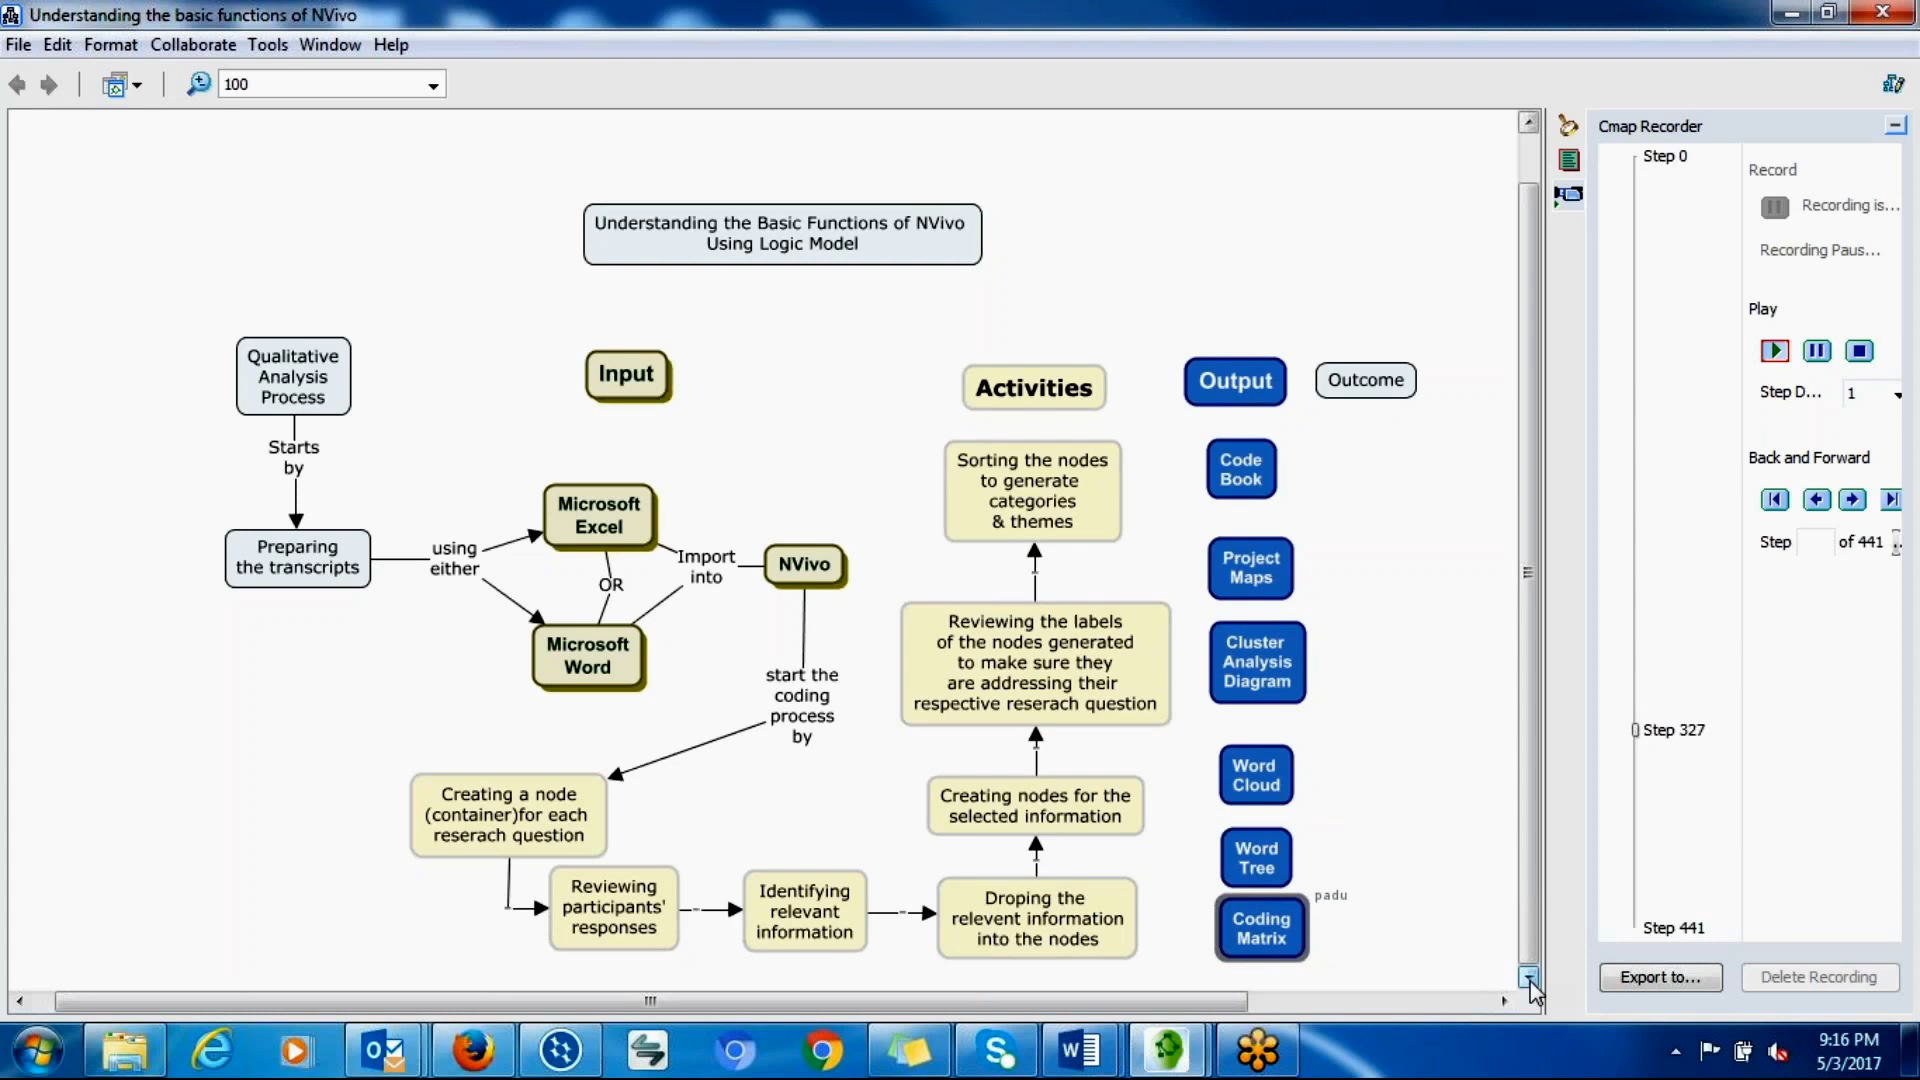 Understanding the basic functions of NVivo
File Edit Format Collaborate Tools Window Help
100
Cmap Recorder
Step 0
Record
Recording is...
Recording Paus...
Play
Step D... 1
Back and Forward
Step of 441
Step 327
Step 441
Export to...
Delete Recording
Understanding the Basic Functions of NVivo
Using Logic Model
Qualitative
Analysis
Process
Starts
by
Preparing
the transcripts
using
either
Input
Microsoft
Excel
OR
Microsoft
Word
Import
into
NVivo
start the
coding
process
by
Creating a node
(container)for each
reserach question
Reviewing
participants'
responses
Identifying
relevant
information
Droping the
relevent information
into the nodes
Creating nodes for the
selected information
Reviewing the labels
of the nodes generated
to make sure they
are addressing their
respective reserach question
Sorting the nodes
to generate
categories
& themes
Activities
Output
Code
Book
Project
Maps
Cluster
Analysis
Diagram
Word
Cloud
Word
Tree
Coding
Matrix
padu
Outcome
9:16 PM
5/3/2017